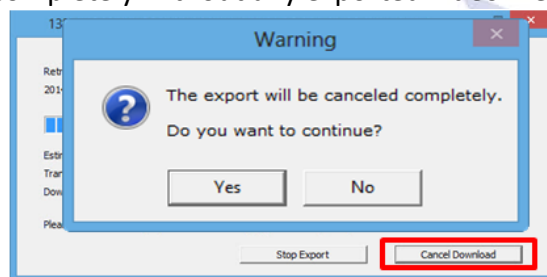 Warning
The export will be canceled completely.
Do you want to continue?
Yes No
Stop Export Cancel Download